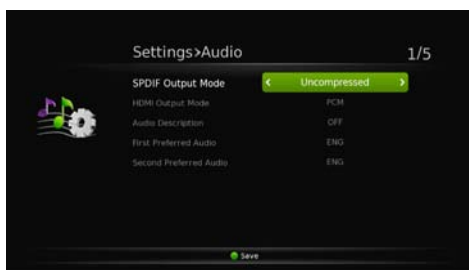 Settings>Audio 1/5
SPDIF Output Mode < Uncompressed >
HDMI Output Mode PCM
Audio Description OFF
First Preferred Audio ENG
Second Preferred Audio ENG
Save